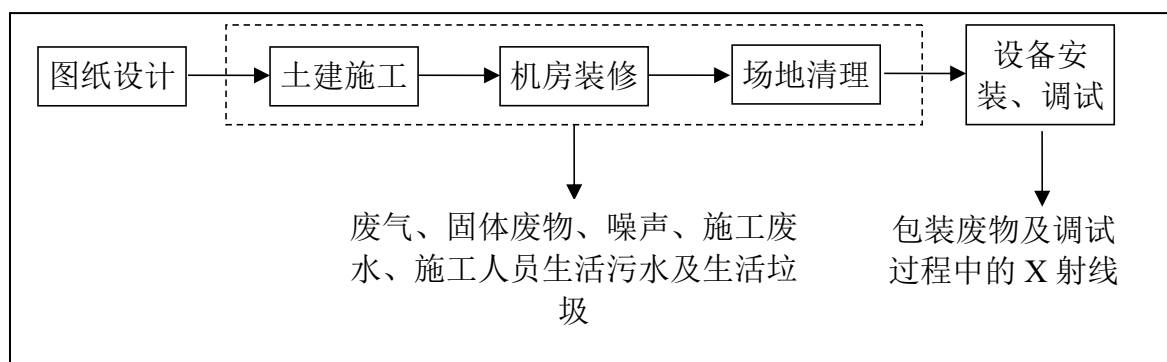 图纸设计
土建施工
机房装修
场地清理
设备安
装、调试
废气、固体废物、噪声、施工废
水、施工人员生活污水及生活垃
圾
包装废物及调试
过程中的 X 射线